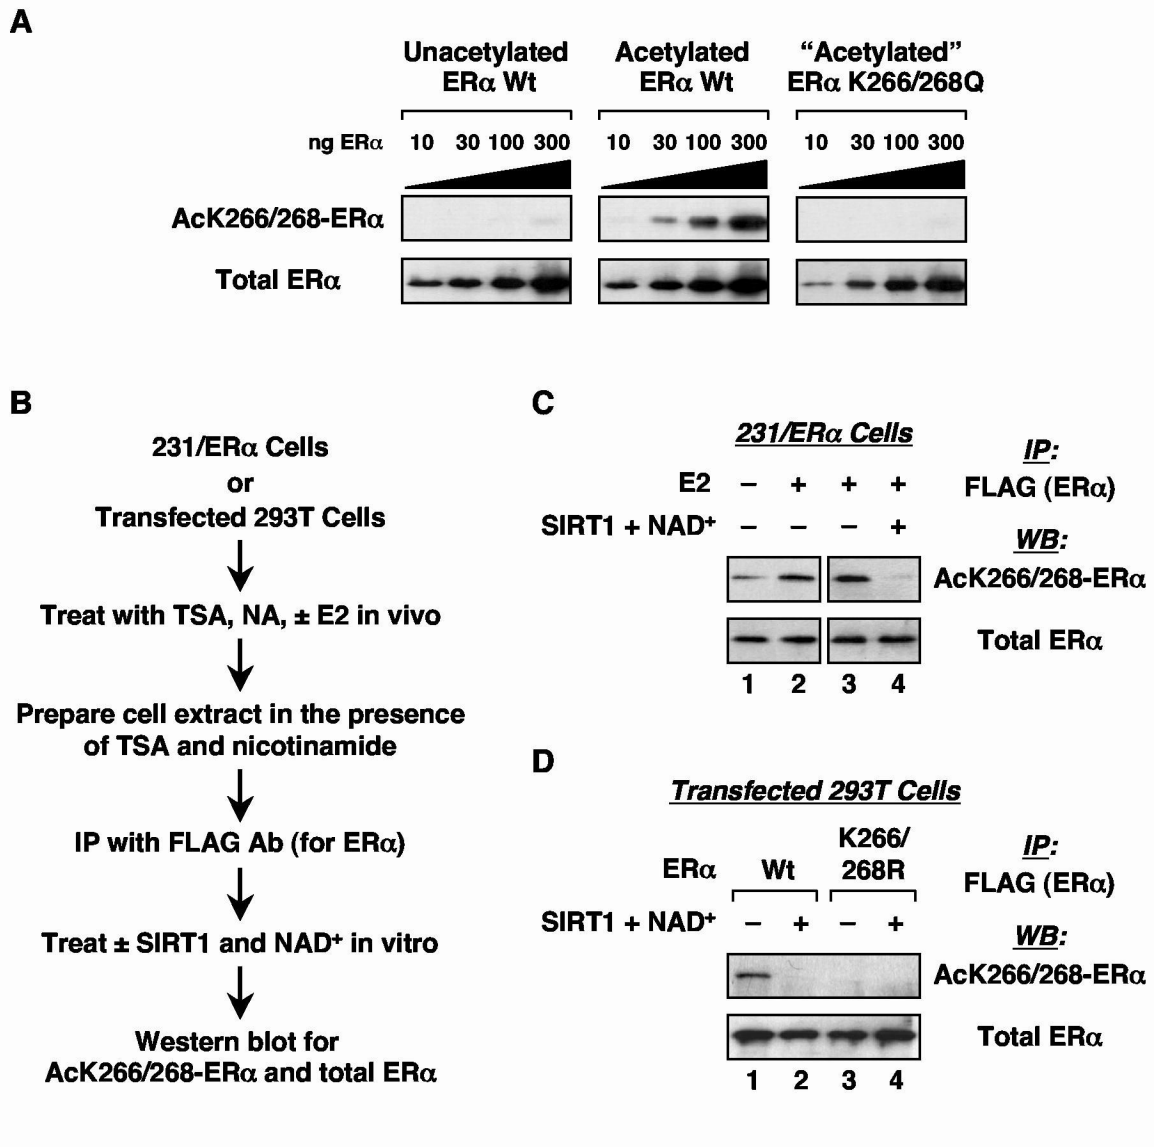 A
Unacetylated
ERα Wt
Acetylated
ERα Wt
“Acetylated”
ERα K266/268Q
ng ERα 10 30 100 300 10 30 100 300 10 30 100 300
AcK266/268-ERα
Total ERα
B
231/ERα Cells
or
Transfected 293T Cells
Treat with TSA, NA, ± E2 in vivo
Prepare cell extract in the presence
of TSA and nicotinamide
IP with FLAG Ab (for ERα)
Treat ± SIRT1 and NAD⁺ in vitro
Western blot for
AcK266/268-ERα and total ERα
C
231/ERα Cells
E2 – + + +
SIRT1 + NAD⁺ – – – +
IP:
FLAG (ERα)
WB:
AcK266/268-ERα
Total ERα
1 2 3 4
D
Transfected 293T Cells
ERα Wt K266/
268R
SIRT1 + NAD⁺ – + – +
IP:
FLAG (ERα)
WB:
AcK266/268-ERα
Total ERα
1 2 3 4